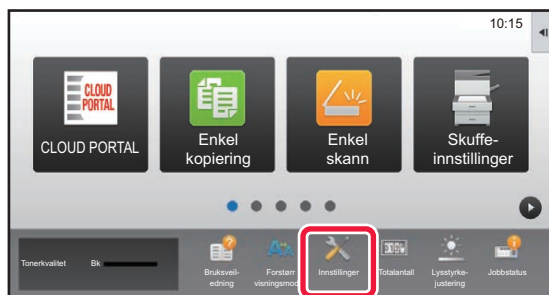 10:15
CLOUD
PORTAL
CLOUD PORTAL
Enkel
kopiering
Enkel
skann
Skuffe-
innstillinger
Tonerkvalitet Bk
Bruksveil-
edning
Forstørr
visningsmod
Innstillinger
Totalantall
Lysstyrke-
justering
Jobbstatus